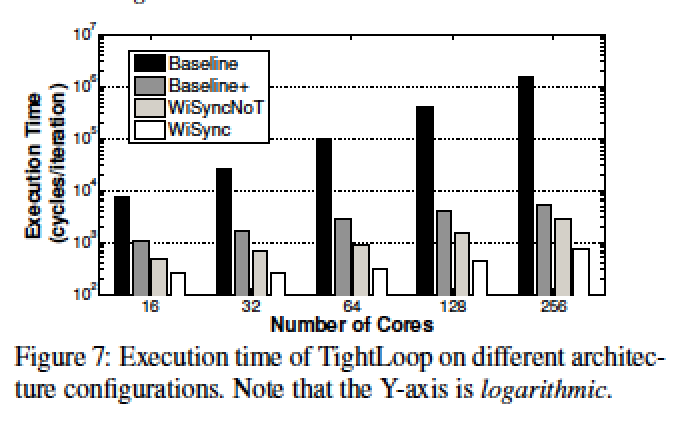 10^7
10^6
10^5
10^4
10^3
10^2
Execution Time
(cycles/iteration)
Baseline
Baseline+
WiSyncNoT
WiSync
16 32 64 128 256
Number of Cores
Figure 7: Execution time of TightLoop on different architec-
ture configurations. Note that the Y-axis is logarithmic.